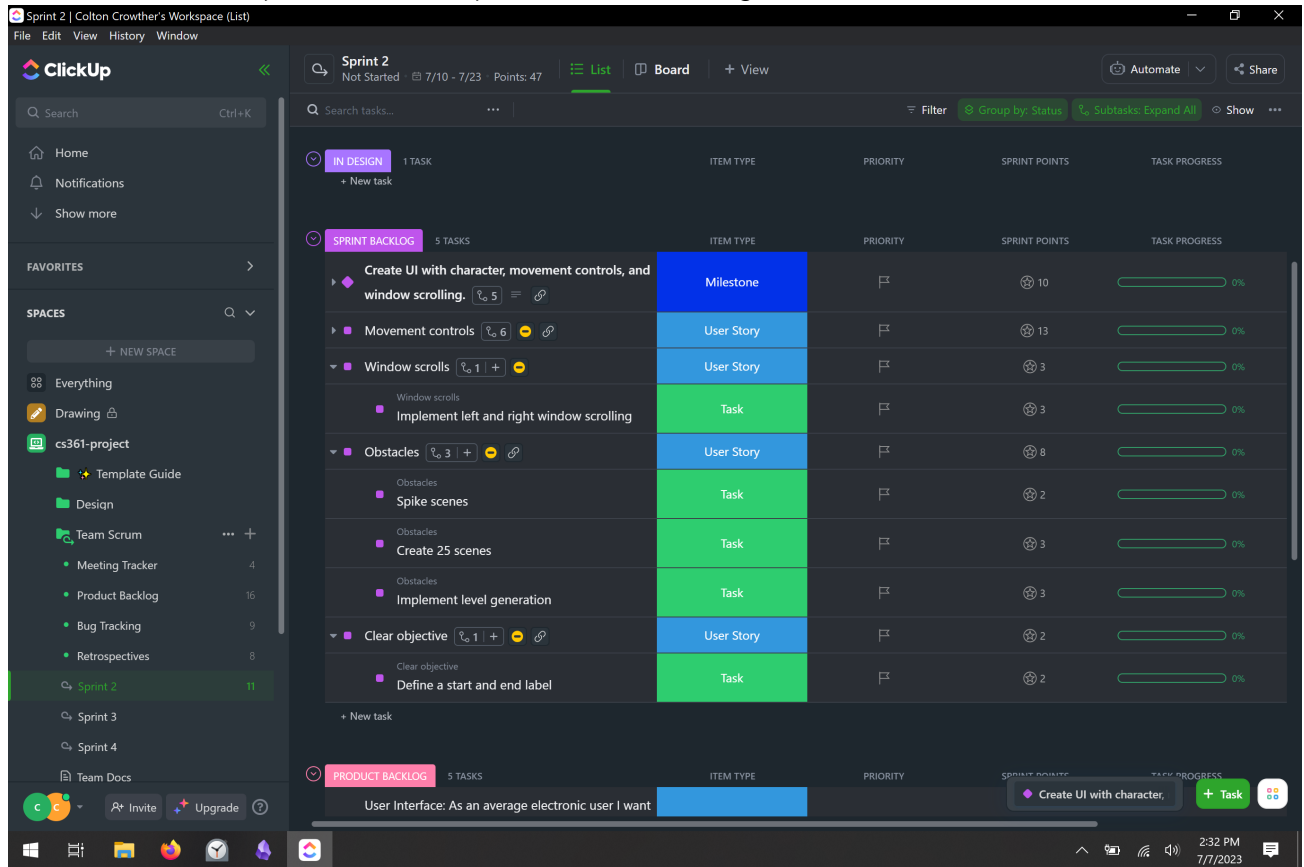 Sprint 2 | Colton Crowther's Workspace (List)
File Edit View History Window
ClickUp
Search Ctrl+K
Home
Notifications
Show more
FAVORITES
SPACES
+ NEW SPACE
Everything
Drawing
cs361-project
Template Guide
Design
Team Scrum
Meeting Tracker 4
Product Backlog 16
Bug Tracking 9
Retrospectives 8
Sprint 2 11
Sprint 3
Sprint 4
Team Docs
C C Invite Upgrade ?
Sprint 2
Not Started 7/10 - 7/23 Points: 47
List Board + View
Automate Share
Search tasks...
Filter Group by: Status Subtasks: Expand All Show
IN DESIGN 1 TASK ITEM TYPE PRIORITY SPRINT POINTS TASK PROGRESS
+ New task
SPRINT BACKLOG 5 TASKS ITEM TYPE PRIORITY SPRINT POINTS TASK PROGRESS
Create UI with character, movement controls, and
window scrolling. 5 Milestone 10 0%
Movement controls 6 User Story 13 0%
Window scrolls 1 + User Story 3 0%
Window scrolls
Implement left and right window scrolling Task 3 0%
Obstacles 3 + User Story 8 0%
Obstacles
Spike scenes Task 2 0%
Obstacles
Create 25 scenes Task 3 0%
Obstacles
Implement level generation Task 3 0%
Clear objective 1 + User Story 2 0%
Clear objective
Define a start and end label Task 2 0%
+ New task
PRODUCT BACKLOG 5 TASKS ITEM TYPE PRIORITY SPRINT POINTS TASK PROGRESS
User Interface: As an average electronic user I want
Create UI with character,
+ Task
2:32 PM
7/7/2023